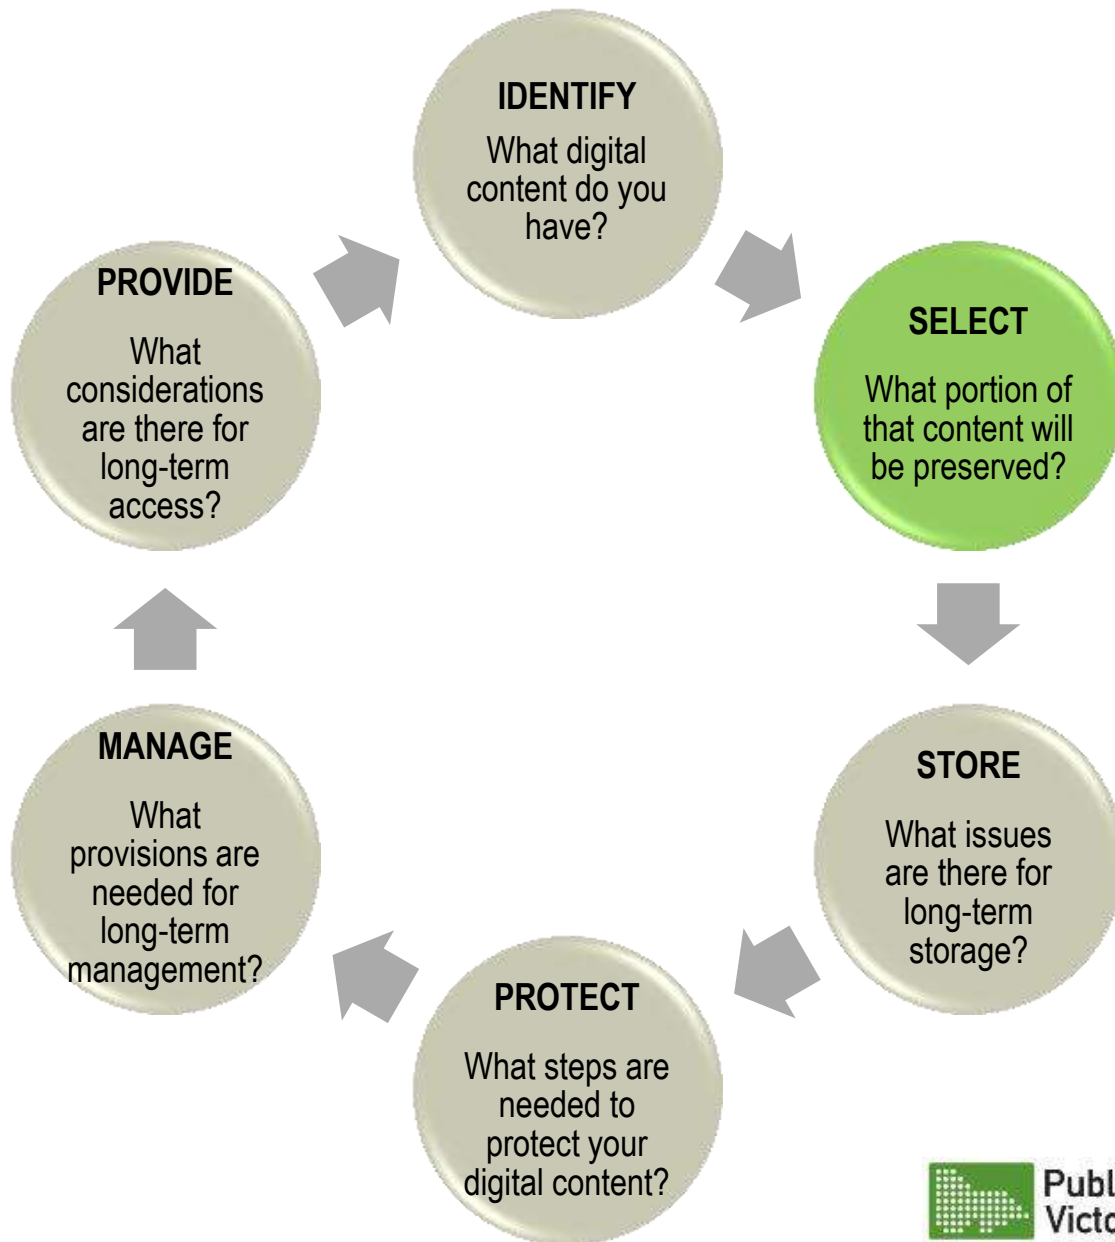 IDENTIFY
What digital
content do you
have?
SELECT
What portion of
that content will
be preserved?
STORE
What issues
are there for
long-term
storage?
PROTECT
What steps are
needed to
protect your
digital content?
MANAGE
What
provisions are
needed for
long-term
management?
PROVIDE
What
considerations
are there for
long-term
access?
Publ
Victo